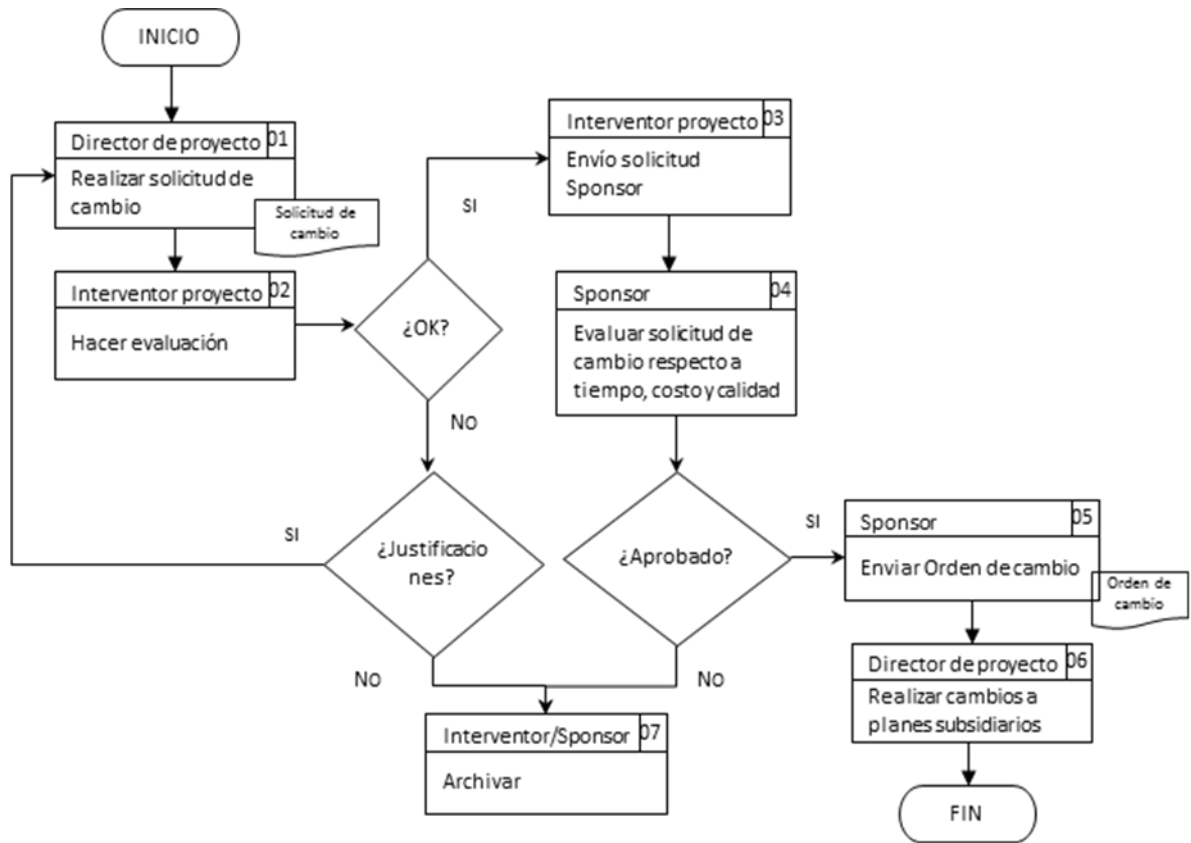 INICIO
Director de proyecto 01
Realizar solicitud de
cambio
Solicitud de
cambio
Interventor proyecto 02
Hacer evaluación
¿OK?
SI
NO
Interventor proyecto 03
Envío solicitud
Sponsor
Sponsor 04
Evaluar solicitud de
cambio respecto a
tiempo, costo y calidad
¿Justificacio
nes?
SI
NO
¿Aprobado?
SI
NO
Sponsor 05
Enviar Orden de cambio
Orden de
cambio
Director de proyecto 06
Realizar cambios a
planes subsidiarios
Interventor/Sponsor 07
Archivar
FIN